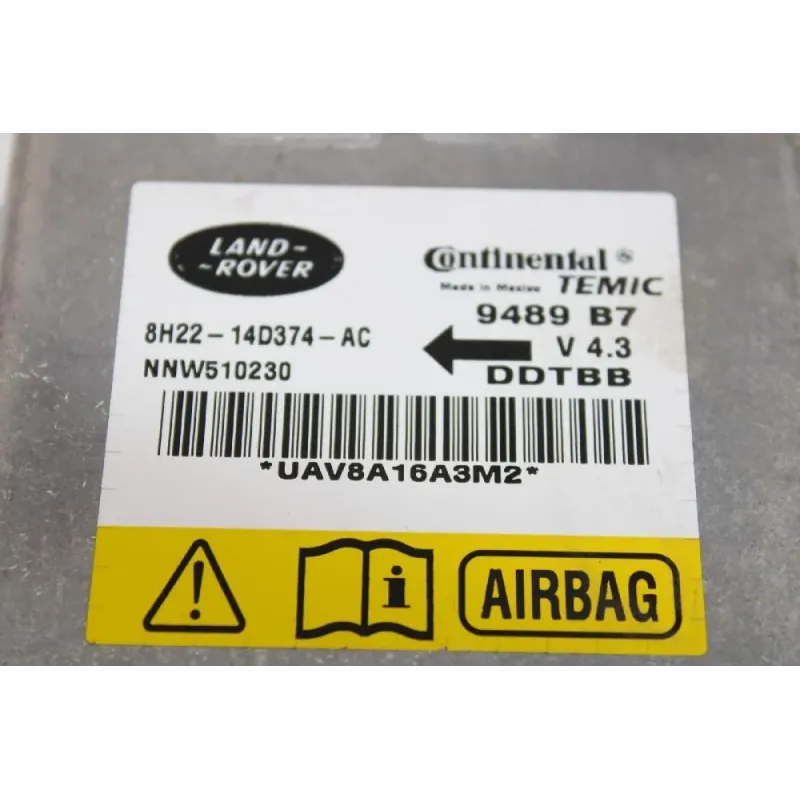 LAND-
-ROVER
Continental
Made in Mexico TEMIC
9489 B7
8H22-14D374-AC
V 4.3
NNW510230
DDTBB
*UAV8A16A3M2*
i
AIRBAG